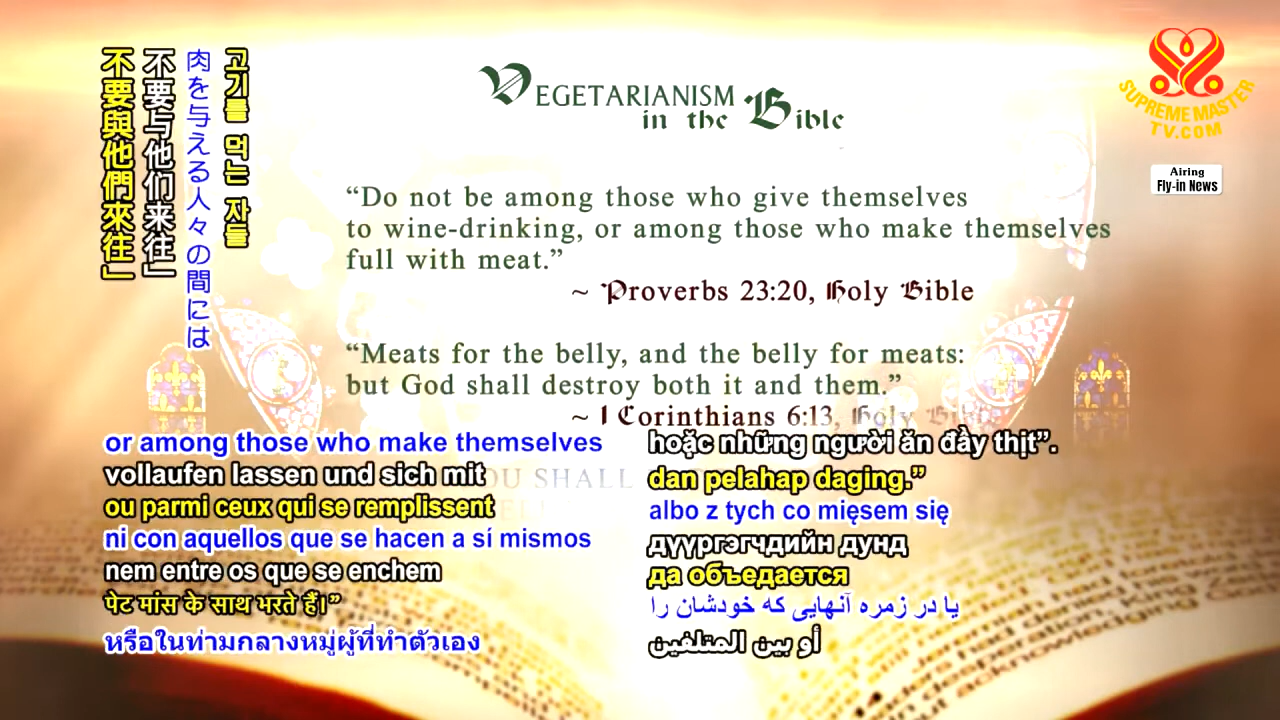 VEGETARIANISM
in the Bible
SUPREME MASTER
TV.COM
Airing
Fly-in News
고기를 먹는 자들
肉を与える人々の間には
不要与他们来往」
不要與他們來往」
“Do not be among those who give themselves
to wine-drinking, or among those who make themselves
full with meat.”
~ Proverbs 23:20, Holy Bible
“Meats for the belly, and the belly for meats:
but God shall destroy both it and them.”
~ 1 Corinthians 6:13, Holy Bible
OU SHALL
or among those who make themselves
vollaufen lassen und sich mit
ou parmi ceux qui se remplissent
ni con aquellos que se hacen a sí mismos
nem entre os que se enchem
पेट मांस के साथ भरते हैं।”
หรือในท่ามกลางหมู่ผู้ที่ทำตัวเอง
hoặc những người ăn đầy thịt”.
dan pelahap daging.”
albo z tych co mięsem się
дүүргэгчдийн дунд
да объедается
یا در زمره آنهایی که خودشان را
أو بين المتلفين